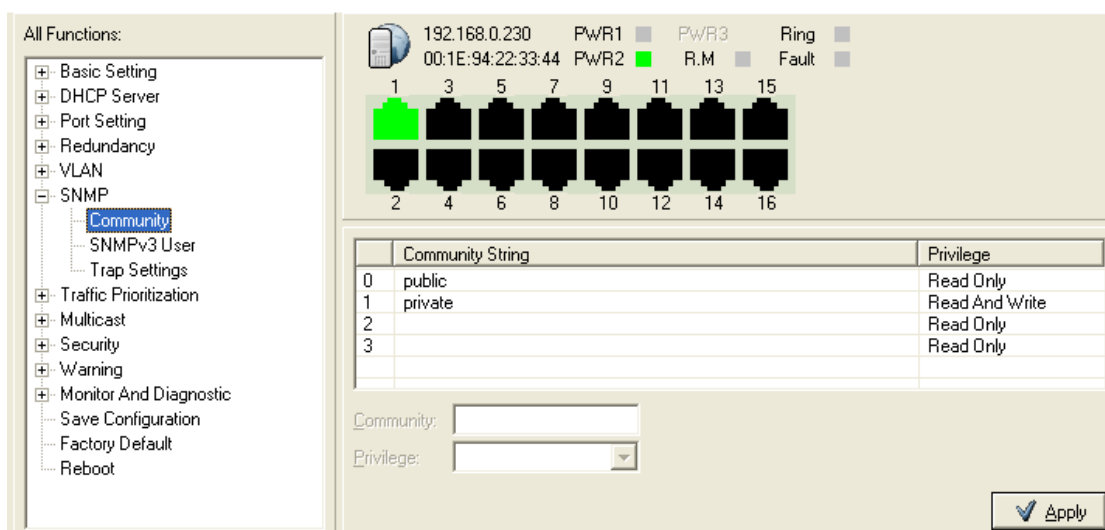 All Functions:
Basic Setting
DHCP Server
Port Setting
Redundancy
VLAN
SNMP
Community
SNMPv3 User
Trap Settings
Traffic Prioritization
Multicast
Security
Warning
Monitor And Diagnostic
Save Configuration
Factory Default
Reboot
192.168.0.230 PWR1 PWR3 Ring
00:1E:94:22:33:44 PWR2 R.M Fault
1 3 5 7 9 11 13 15
2 4 6 8 10 12 14 16
Community String Privilege
0 public Read Only
1 private Read And Write
2 Read Only
3 Read Only
Community:
Privilege:
Apply